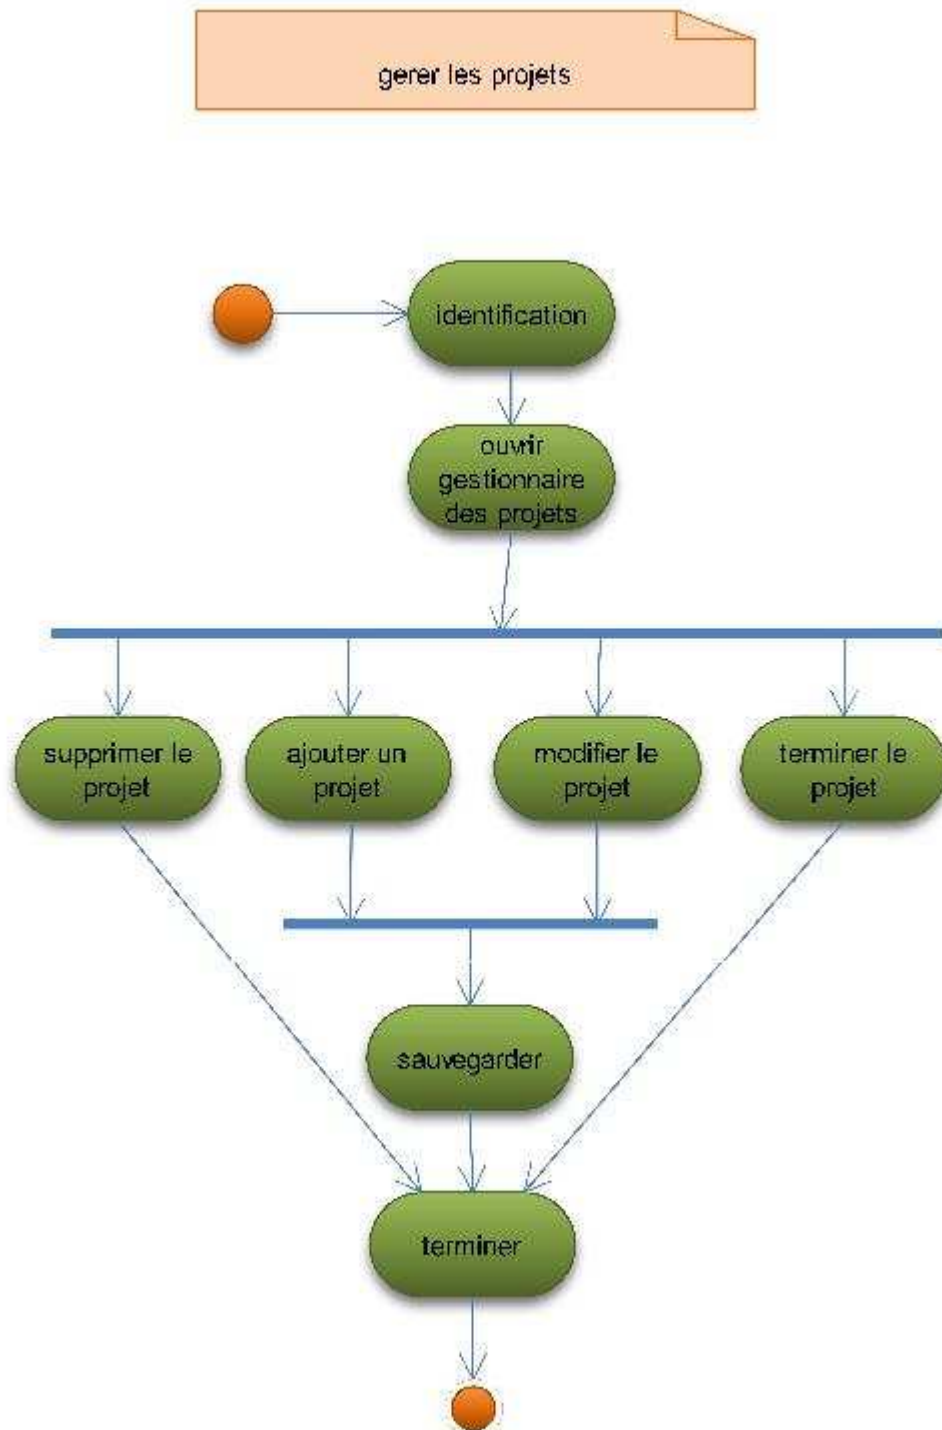 gerer les projets
identification
ouvrir
gestionnaire
des projets
supprimer le
projet
ajouter un
projet
modifier le
projet
terminer le
projet
sauvegarder
terminer